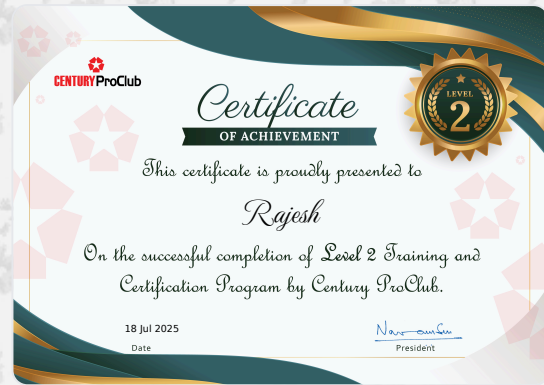 CENTURYProClub
Certificate
OF ACHIEVEMENT
LEVEL
2
This certificate is proudly presented to
Rajesh
On the successful completion of Level 2 Training and
Certification Program by Century ProClub.
18 Jul 2025
Date
President